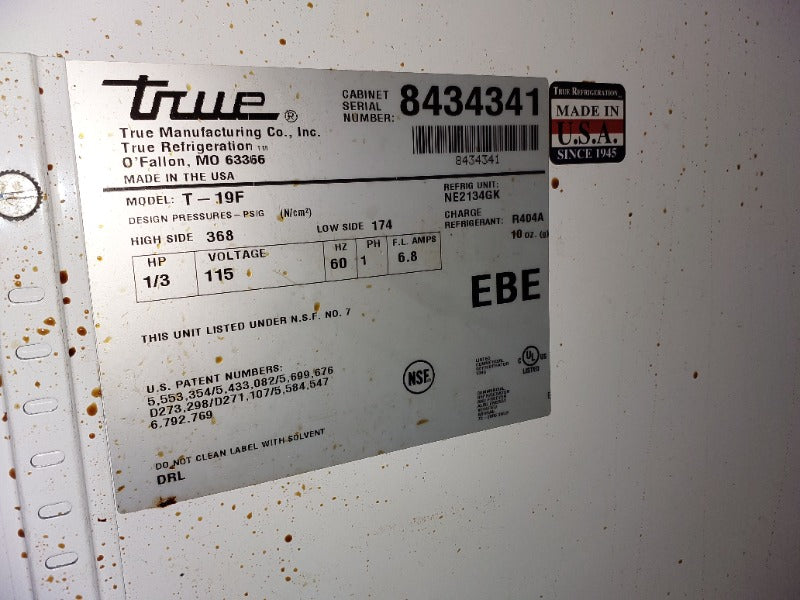 true®
True Manufacturing Co., Inc.
True Refrigeration TM
O'Fallon, MO 63366
MADE IN THE USA
CABINET
SERIAL
NUMBER: 8434341
8434341
TRUE REFRIGERATION
MADE IN
U.S.A.
SINCE 1945
MODEL: T-19F
REFRIG UNIT:
NE2134GK
DESIGN PRESSURES-PSIG (N/cm²)
CHARGE
REFRIGERANT: R404A
10 oz.
HIGH SIDE 368 LOW SIDE 174
HP VOLTAGE HZ PH F.L. AMPS
1/3 115 60 1 6.8
EBE
THIS UNIT LISTED UNDER N.S.F. NO. 7
U.S. PATENT NUMBERS:
5,553,354/5,433,082/5,699,676
D273,298/D271,107/5,584,547
6,792.769
NSF
C UL US
LISTED
DO NOT CLEAN LABEL WITH SOLVENT
DRL